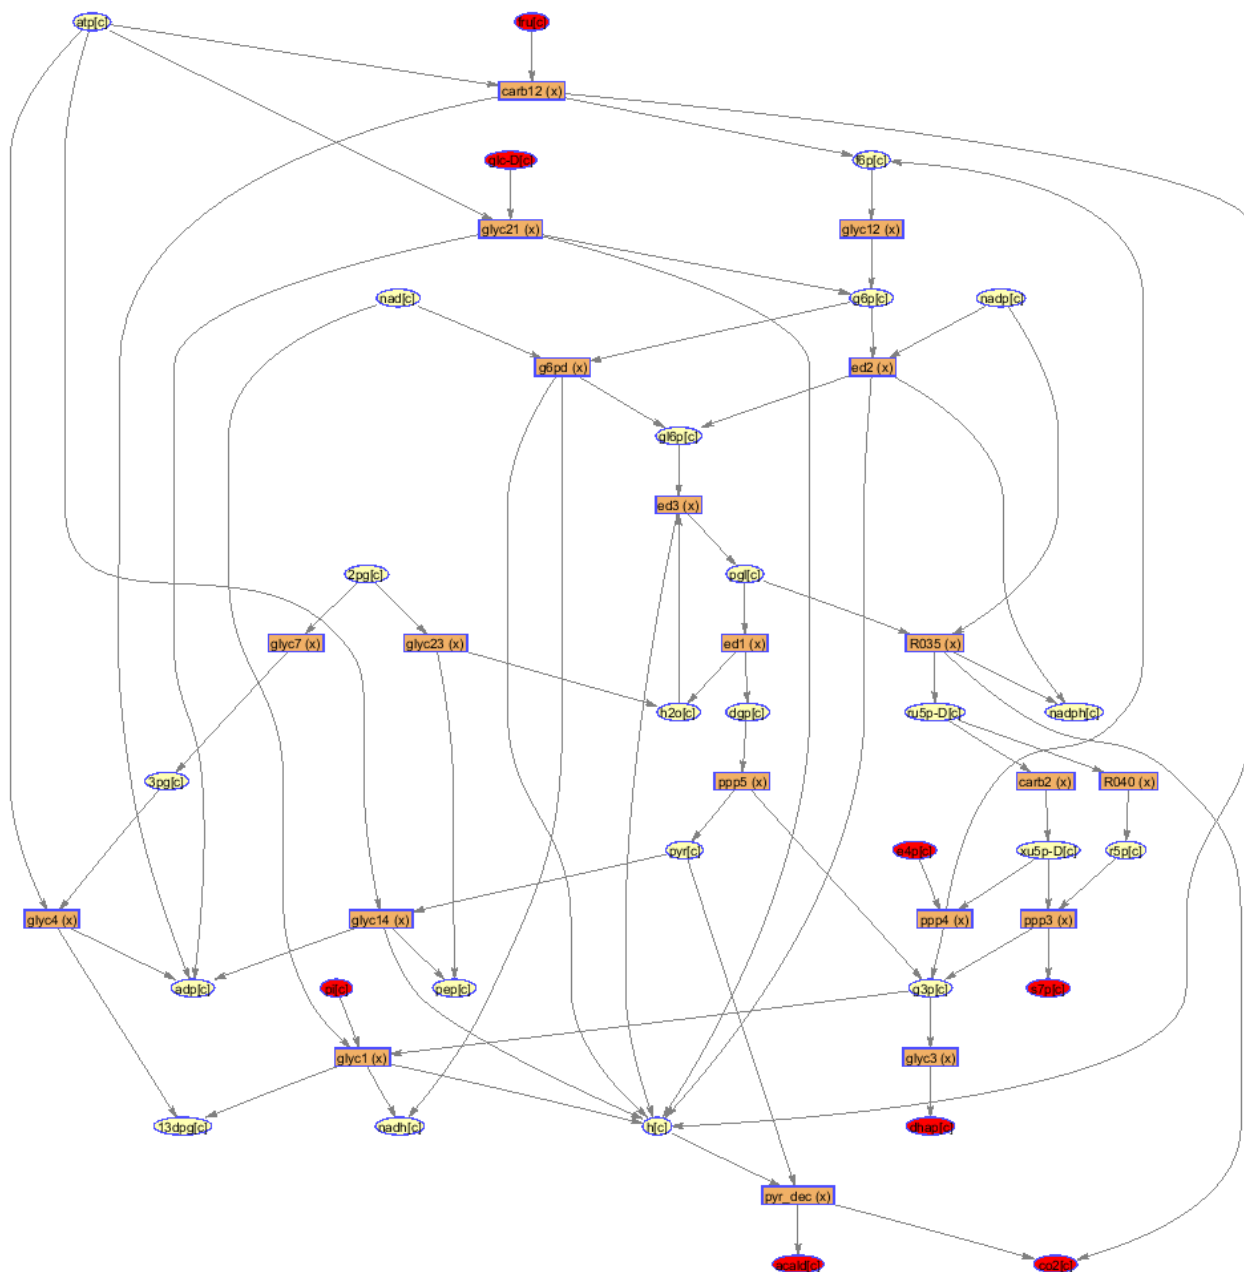 atp[c]
fru[c]
carb12 (x)
glc-D[c]
f6p[c]
glyc21 (x)
glyc12 (x)
nad[c]
g6p[c]
nadp[c]
g6pd (x)
ed2 (x)
gl6p[c]
ed3 (x)
2pg[c]
pgl[c]
glyc7 (x)
glyc23 (x)
ed1 (x)
R035 (x)
h2o[c]
dgp[c]
ru5p-D[c]
nadph[c]
3pg[c]
ppp5 (x)
carb2 (x)
R040 (x)
pyr[c]
e4p[c]
xu5p-D[c]
r5p[c]
glyc4 (x)
glyc14 (x)
ppp4 (x)
ppp3 (x)
adp[c]
pi[c]
pep[c]
g3p[c]
s7p[c]
glyc1 (x)
glyc3 (x)
13dpg[c]
nadh[c]
h[c]
dhap[c]
pyr_dec (x)
acald[c]
co2[c]